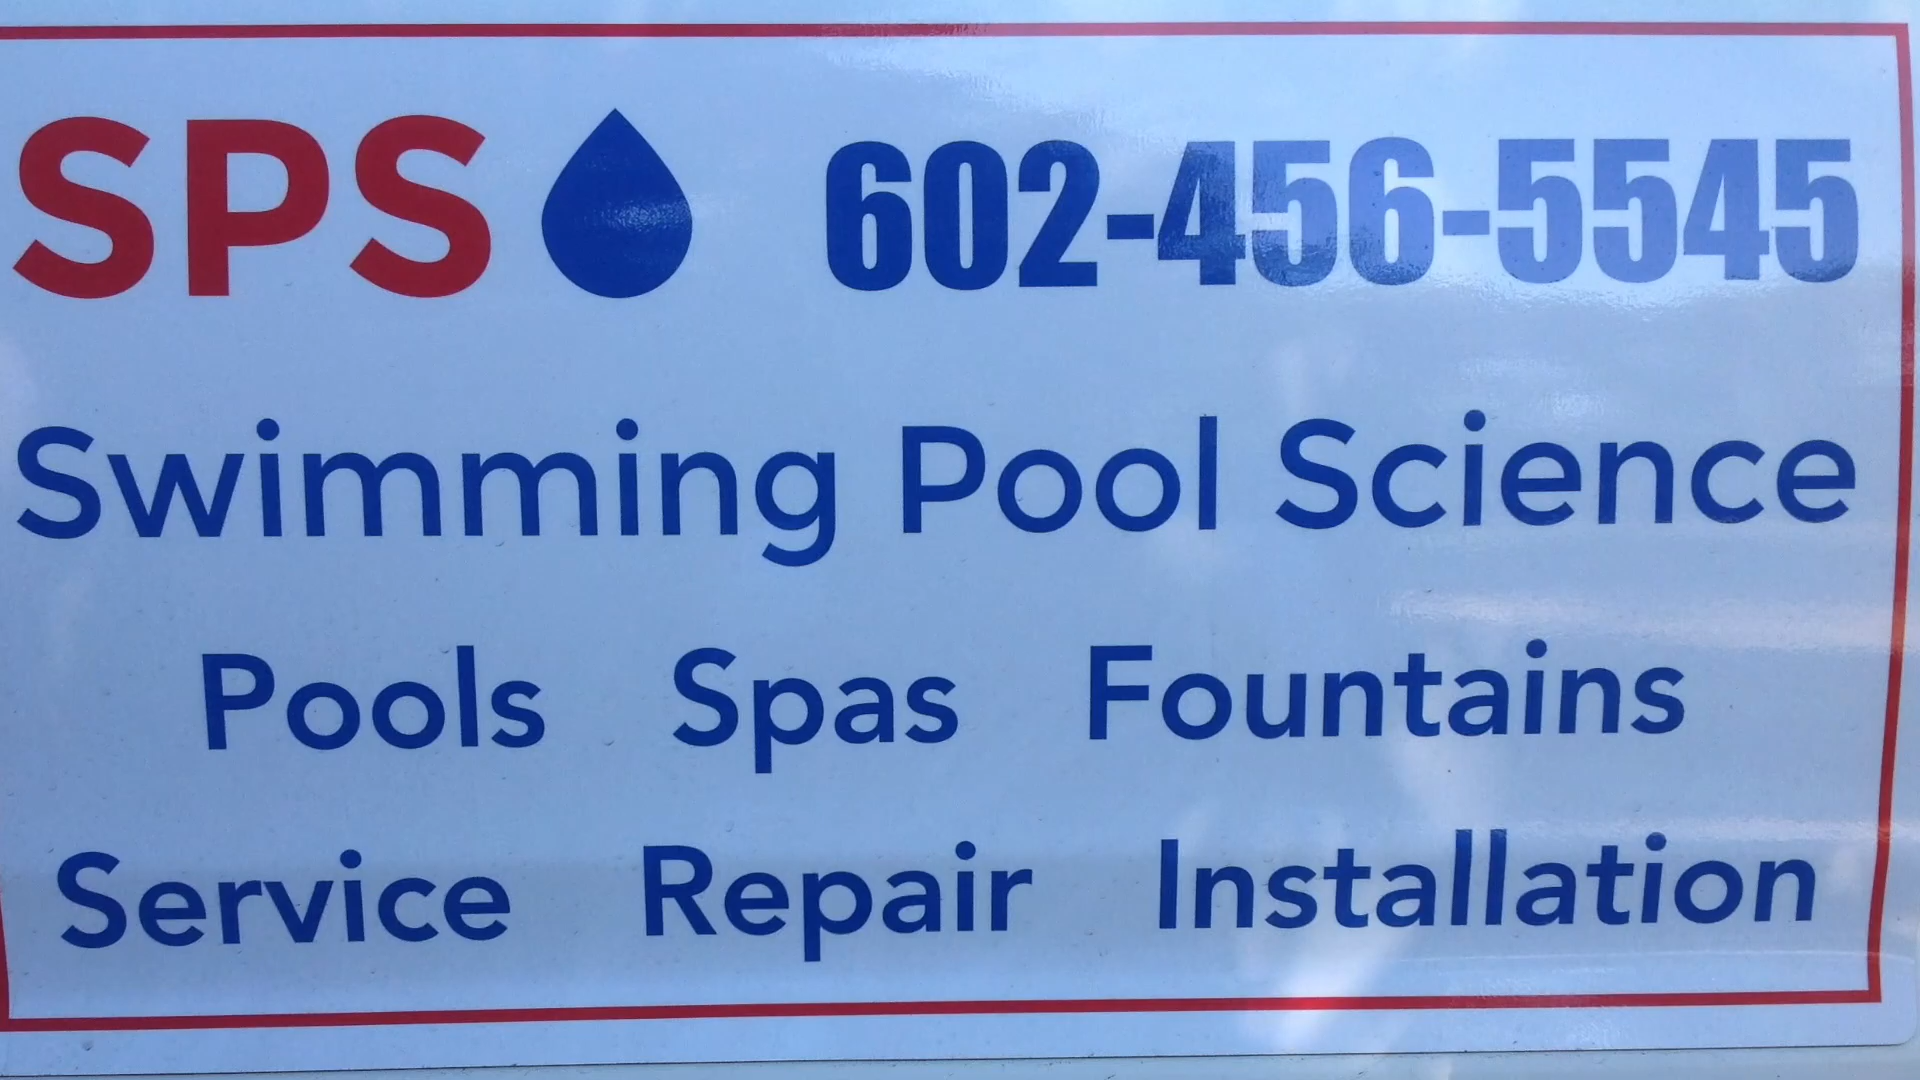 SPS 602-456-5545
Swimming Pool Science
Pools Spas Fountains
Service Repair Installation